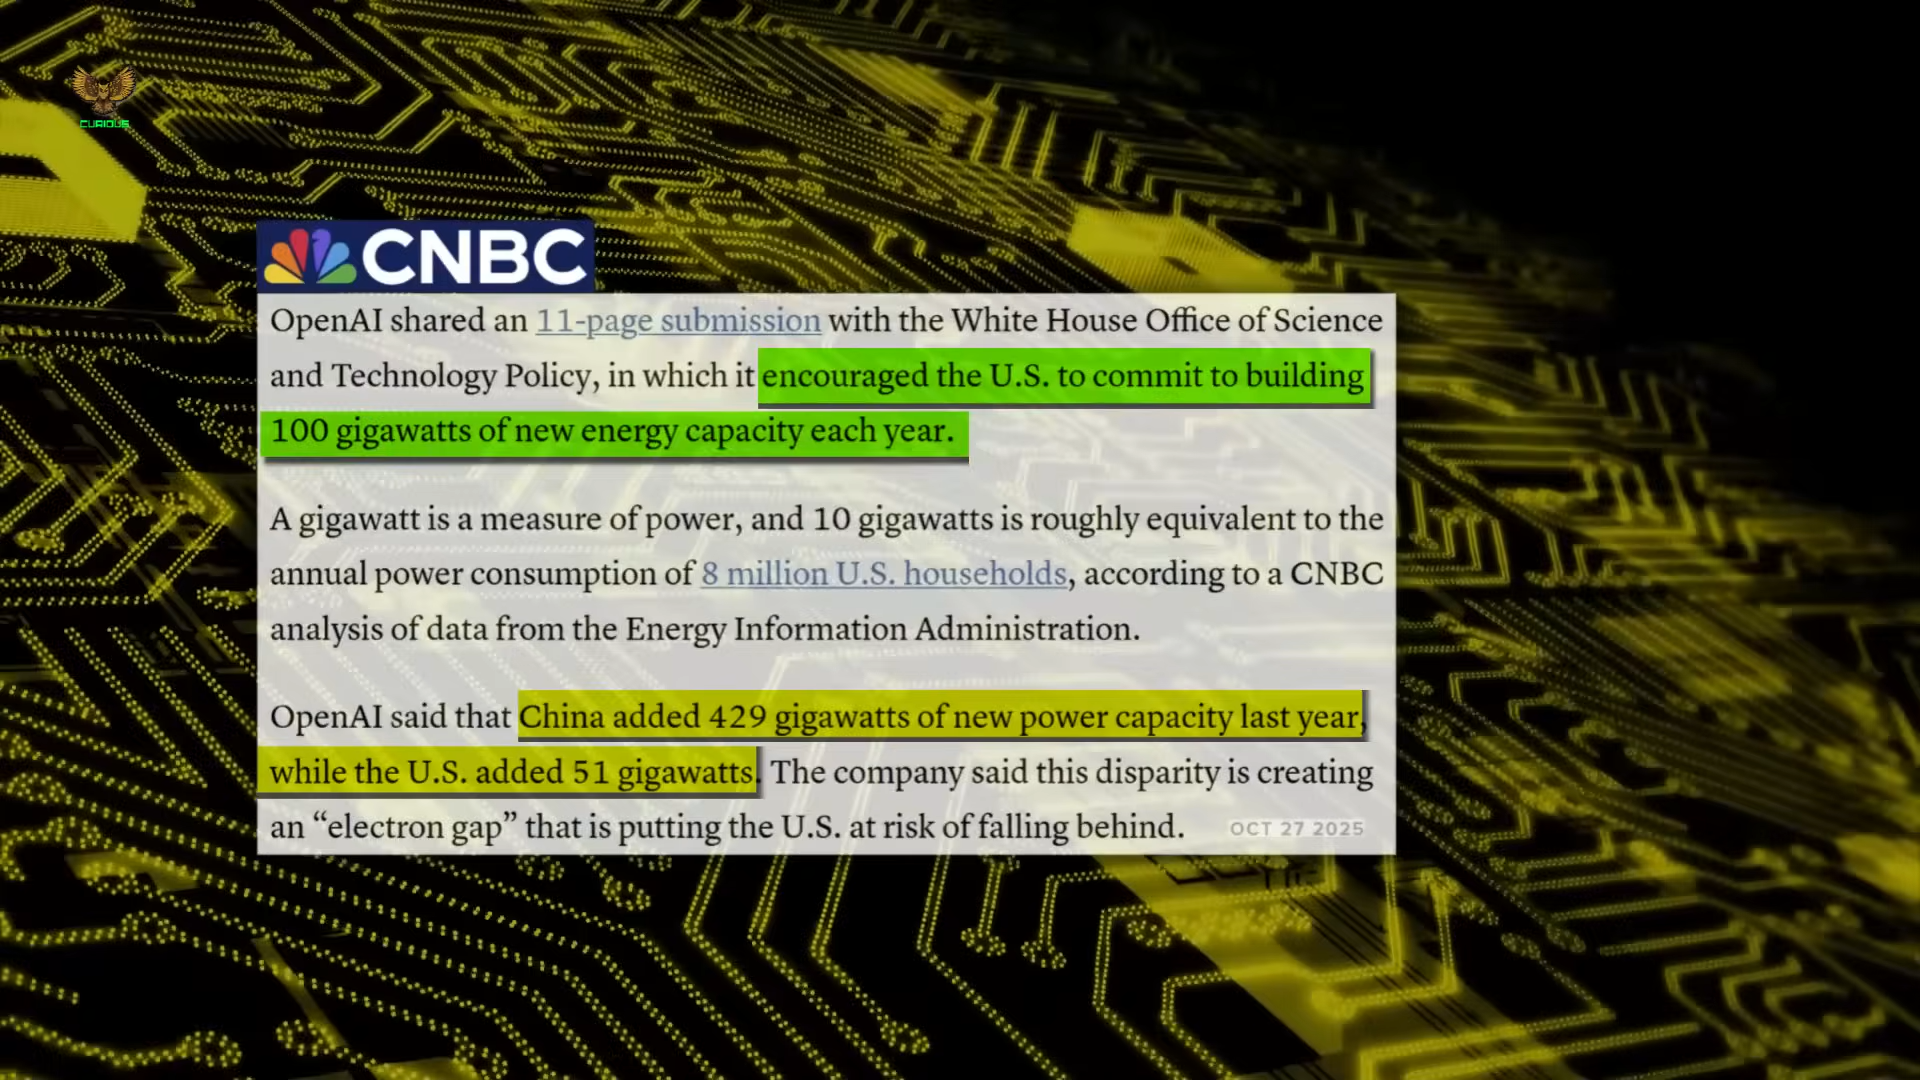 CURIOUS
CNBC
OpenAI shared an 11-page submission with the White House Office of Science
and Technology Policy, in which it encouraged the U.S. to commit to building
100 gigawatts of new energy capacity each year.
A gigawatt is a measure of power, and 10 gigawatts is roughly equivalent to the
annual power consumption of 8 million U.S. households, according to a CNBC
analysis of data from the Energy Information Administration.
OpenAI said that China added 429 gigawatts of new power capacity last year,
while the U.S. added 51 gigawatts. The company said this disparity is creating
an “electron gap” that is putting the U.S. at risk of falling behind.
OCT 27 2025